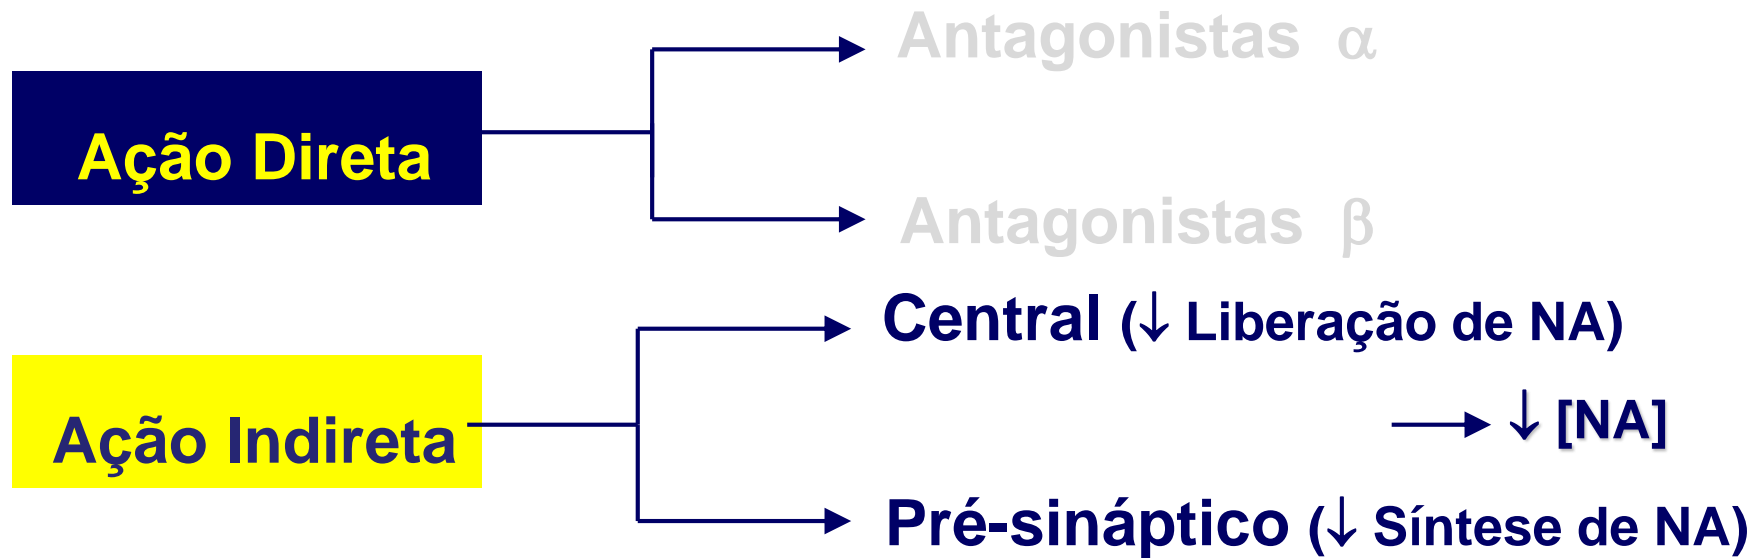 Antagonistas α
Ação Direta
Antagonistas β
Central (↓ Liberação de NA)
↓ [NA]
Ação Indireta
Pré-sináptico (↓ Síntese de NA)